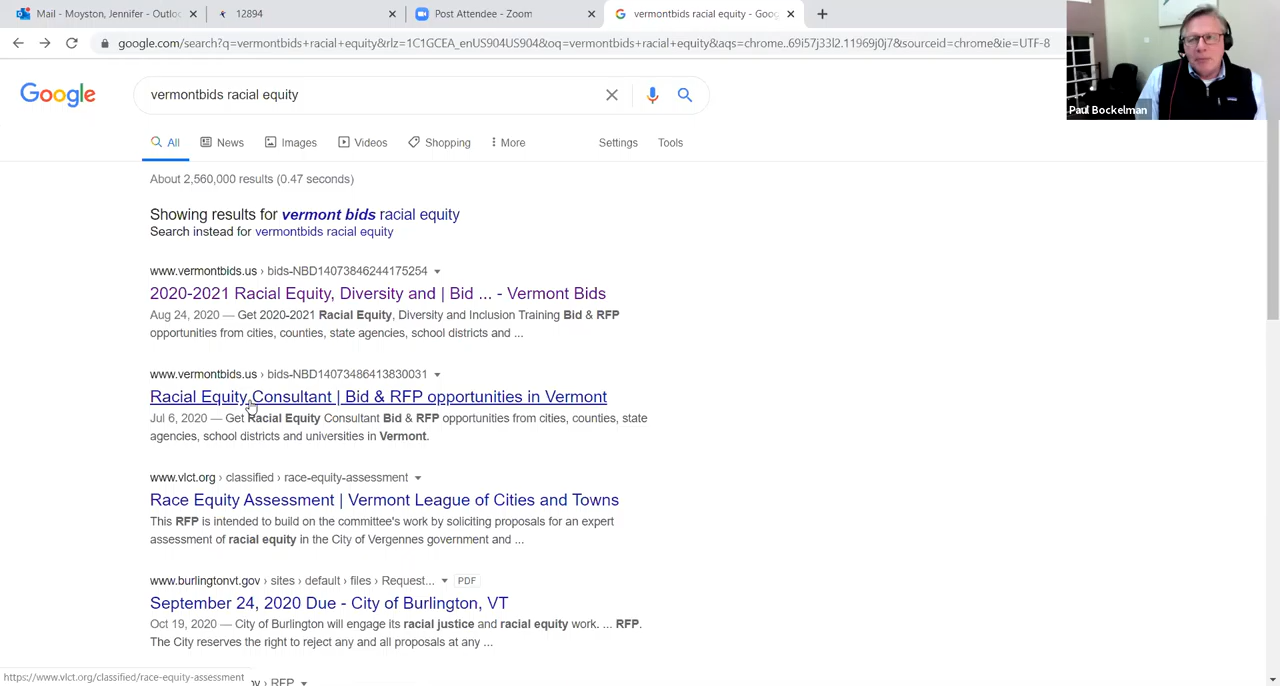 Mail - Moyston, Jennifer - Outlo
12894
Post Attendee - Zoom
vermontbids racial equity - Goog
google.com/search?q=vermontbids+racial+equity&rlz=1C1GCEA_enUS904US904&oq=vermontbids+racial+equity&aqs=chrome..69i57j33l2.11969j0j7&sourceid=chrome&ie=UTF-8
Paul Bockelman
Google
vermontbids racial equity
All
News
Images
Videos
Shopping
More
Settings
Tools
About 2,560,000 results (0.47 seconds)
Showing results for vermont bids racial equity
Search instead for vermontbids racial equity
www.vermontbids.us › bids-NBD14073846244175254
2020-2021 Racial Equity, Diversity and | Bid ... - Vermont Bids
Aug 24, 2020 — Get 2020-2021 Racial Equity, Diversity and Inclusion Training Bid & RFP
opportunities from cities, counties, state agencies, school districts and ...
www.vermontbids.us › bids-NBD14073486413830031
Racial Equity Consultant | Bid & RFP opportunities in Vermont
Jul 6, 2020 — Get Racial Equity Consultant Bid & RFP opportunities from cities, counties, state
agencies, school districts and universities in Vermont.
www.vlct.org › classified › race-equity-assessment
Race Equity Assessment | Vermont League of Cities and Towns
This RFP is intended to build on the committee's work by soliciting proposals for an expert
assessment of racial equity in the City of Vergennes government and ...
www.burlingtonvt.gov › sites › default › files › Request... PDF
September 24, 2020 Due - City of Burlington, VT
Oct 19, 2020 — City of Burlington will engage its racial justice and racial equity work. ... RFP.
The City reserves the right to reject any and all proposals at any ...
https://www.vlct.org/classified/race-equity-assessment
› RFP